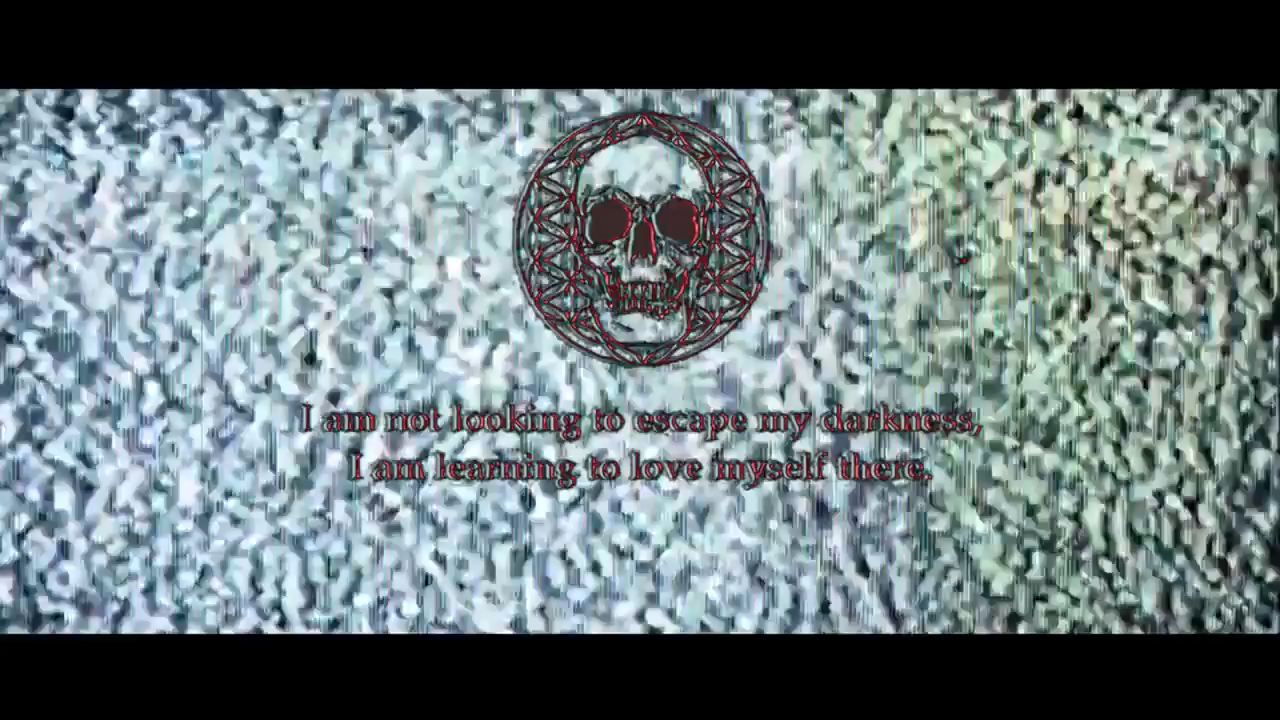 I am not looking to escape my darkness,
I am learning to love myself there.